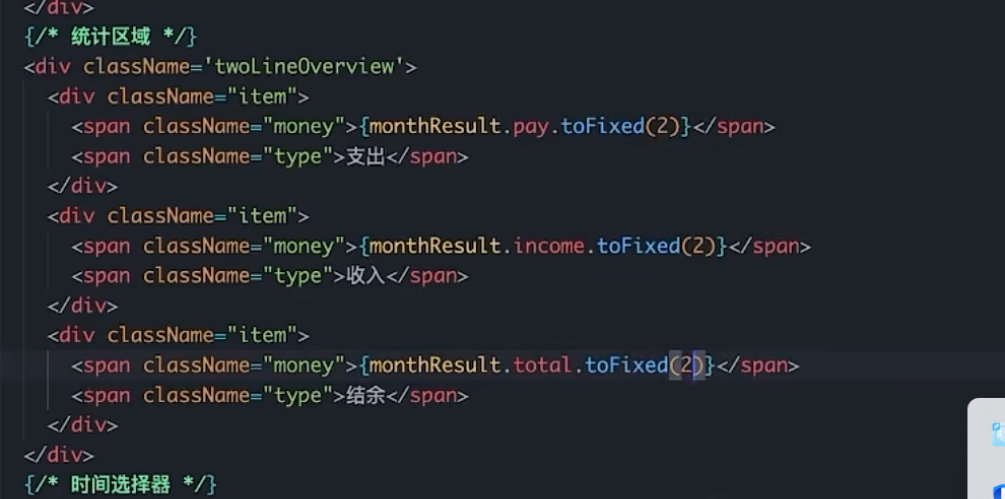 </div>
{/* 统计区域 */}
<div className='twoLineOverview'>
<div className="item">
<span className="money">{monthResult.pay.toFixed(2)}</span>
<span className="type">支出</span>
</div>
<div className="item">
<span className="money">{monthResult.income.toFixed(2)}</span>
<span className="type">收入</span>
</div>
<div className="item">
<span className="money">{monthResult.total.toFixed(2)}</span>
<span className="type">结余</span>
</div>
</div>
{/* 时间选择器 */}